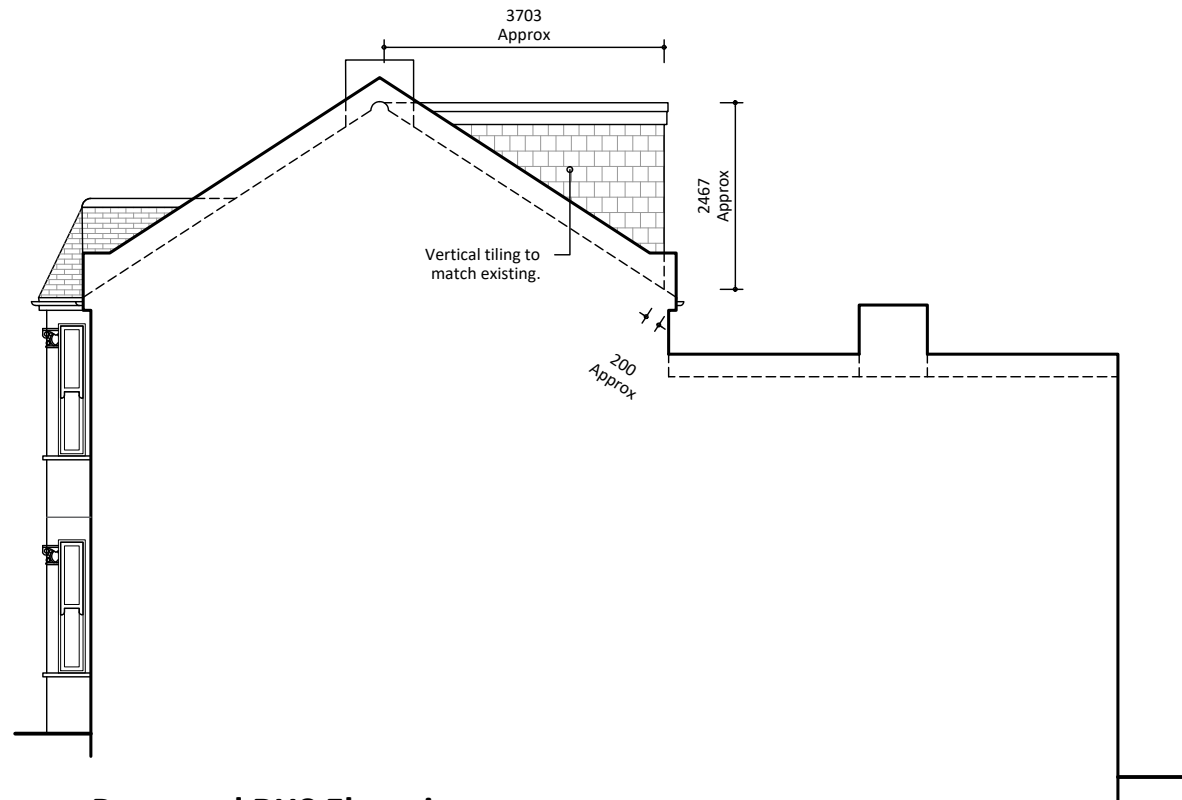 3703
Approx
2467
Approx
Vertical tiling to
match existing.
200
Approx